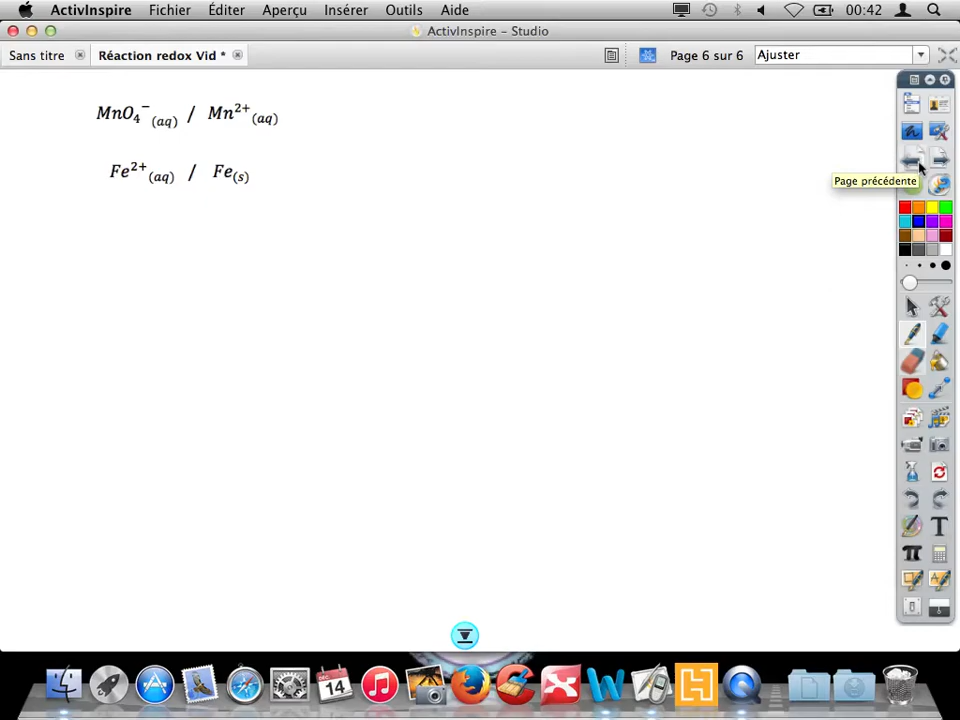 ActivInspire Fichier Éditer Aperçu Insérer Outils Aide 00:42
ActivInspire – Studio
Sans titre Réaction redox Vid * Page 6 sur 6 Ajuster
MnO₄⁻(aq) / Mn²⁺(aq)
Page précédente
Fe²⁺(aq) / Fe(s)
T
π
DEC.
14
W
H